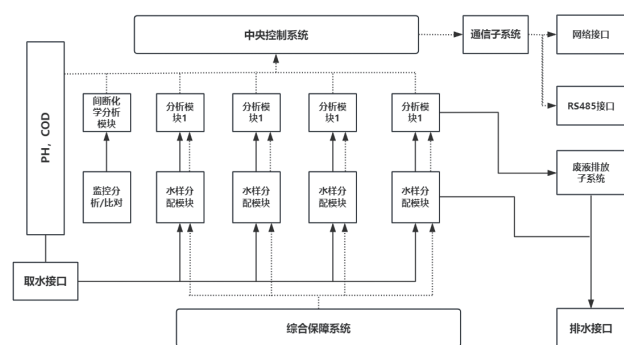 中央控制系统
通信子系统
网络接口
PH，COD
间断化
学分析
模块
分析模
块1
分析模
块1
分析模
块1
分析模
块1
RS485接口
监控分
析/比对
水样分
配模块
水样分
配模块
水样分
配模块
水样分
配模块
废液排放
子系统
取水接口
综合保障系统
排水接口